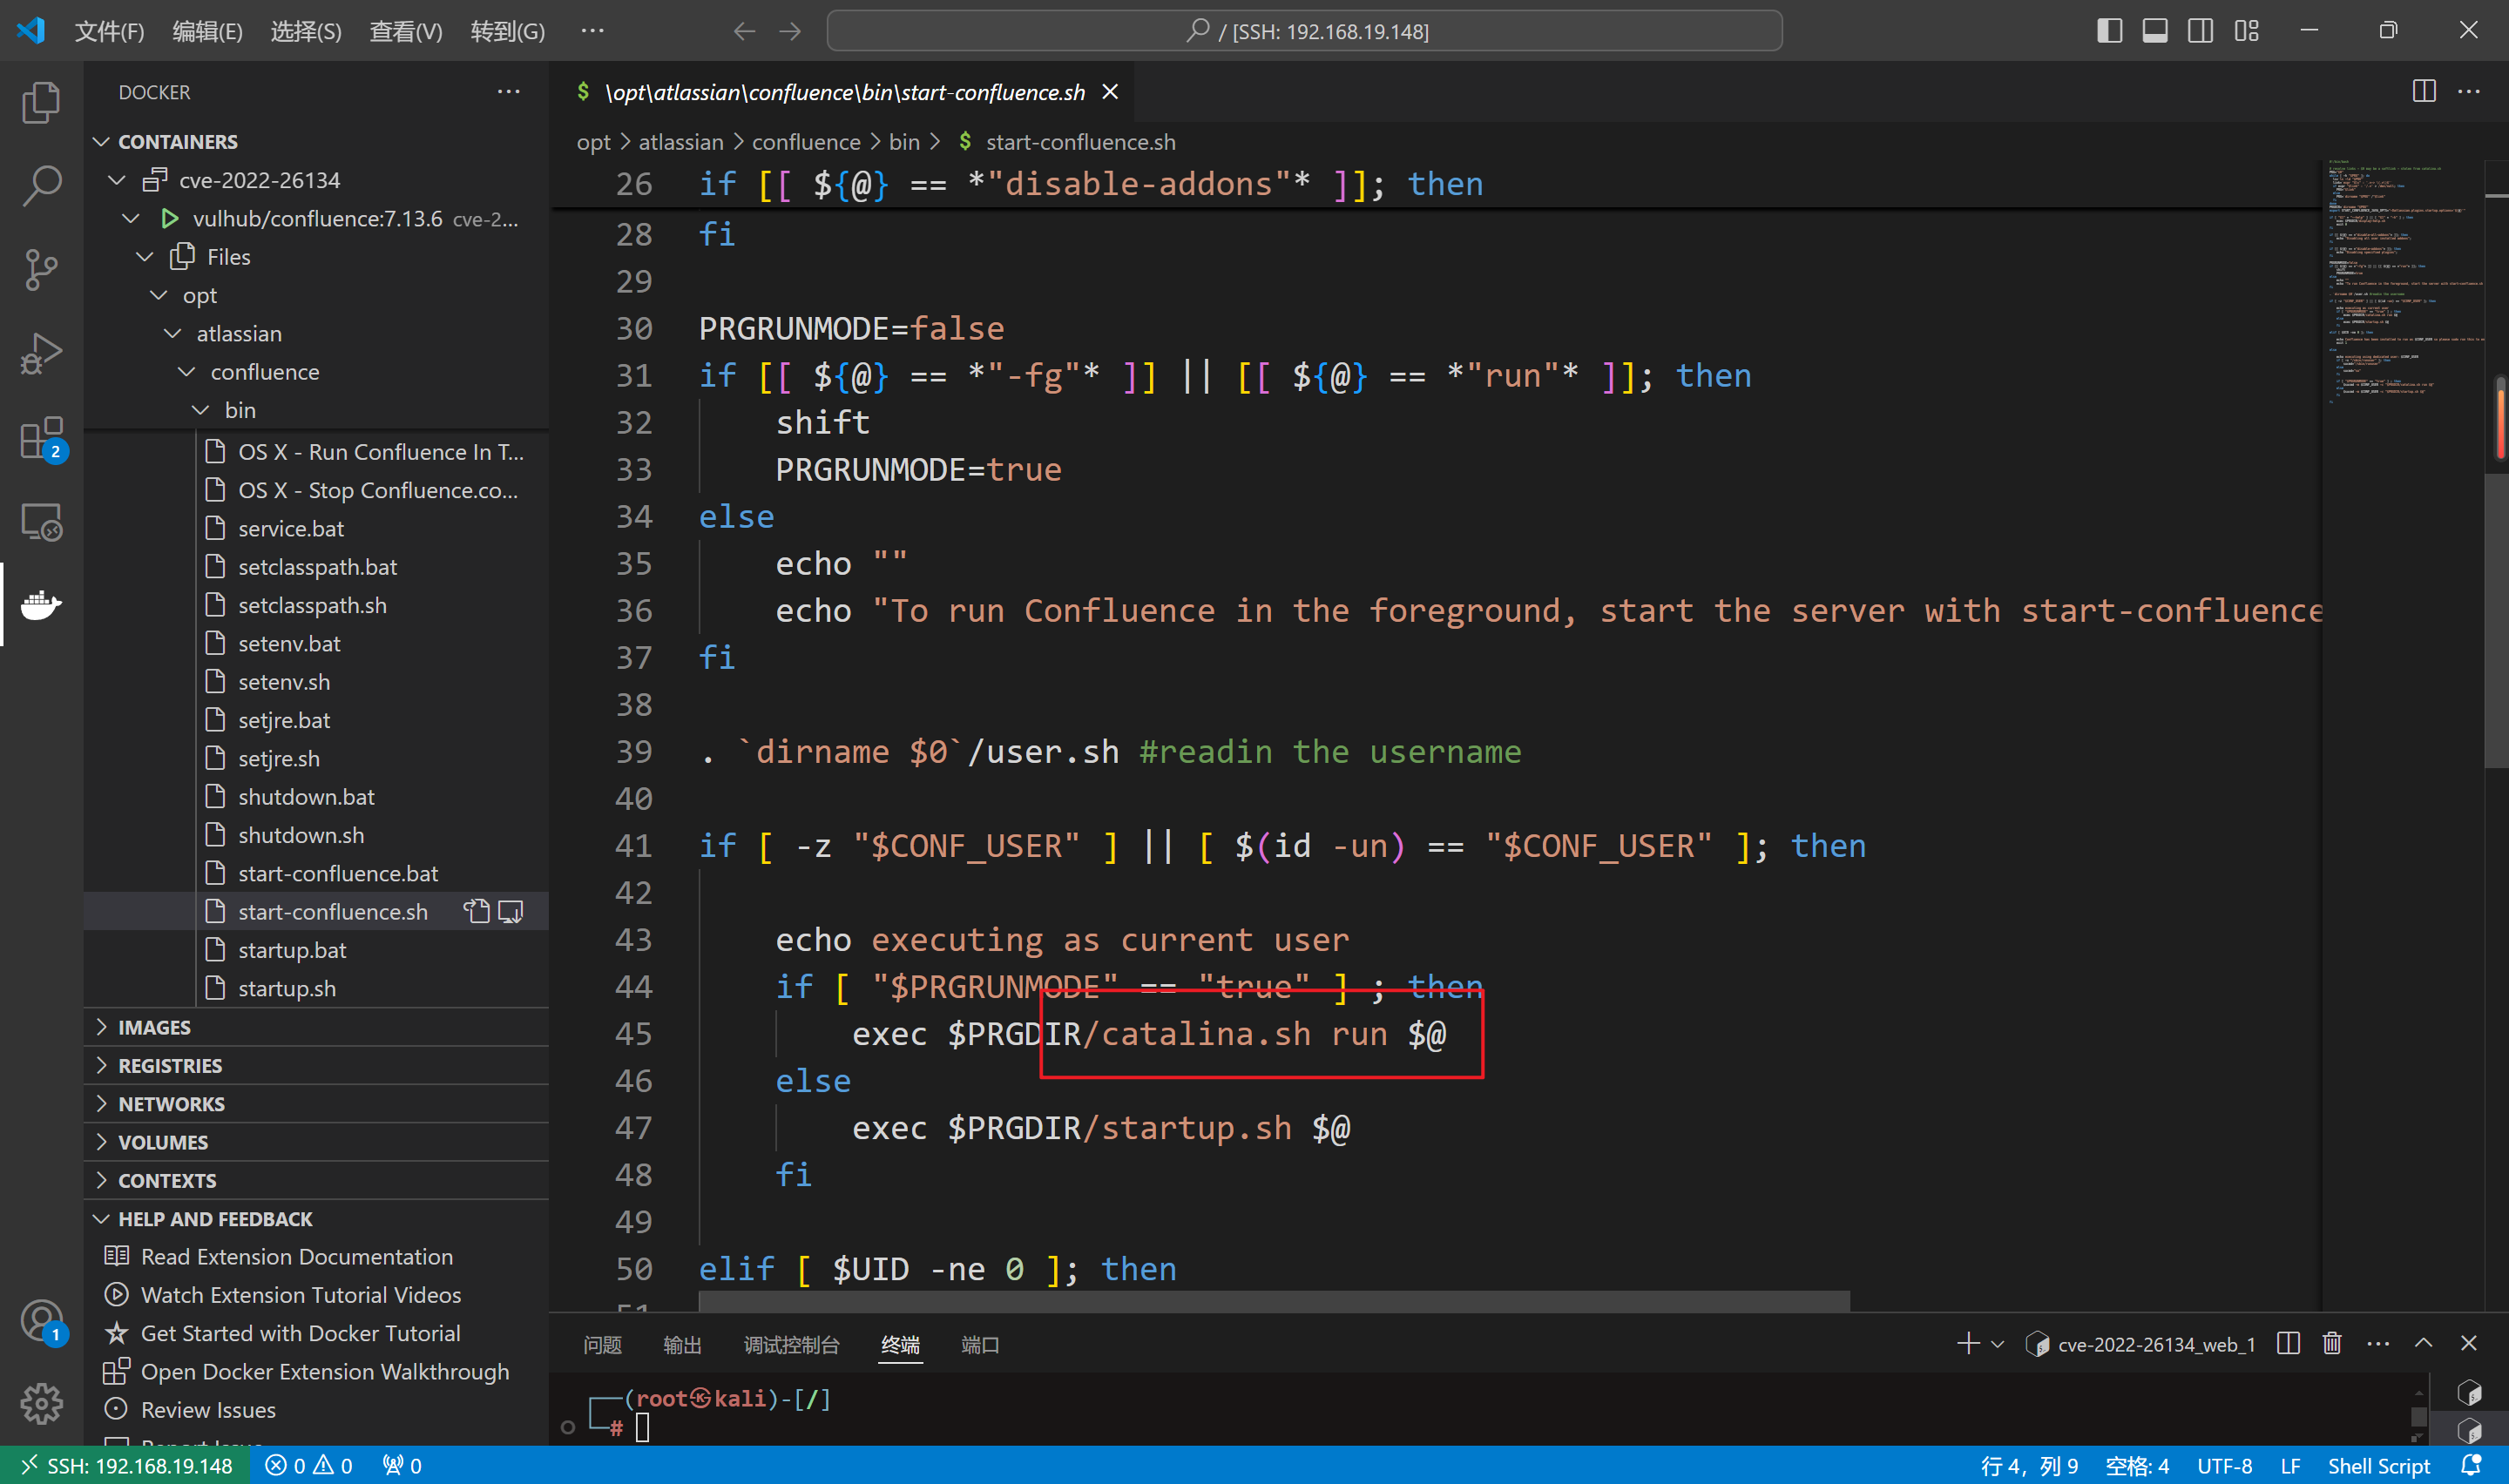 文件(F) 编辑(E) 选择(S) 查看(V) 转到(G) ··· / [SSH: 192.168.19.148]
DOCKER
CONTAINERS
cve-2022-26134
vulhub/confluence:7.13.6 cve-2...
Files
opt
atlassian
confluence
bin
OS X - Run Confluence In T...
OS X - Stop Confluence.co...
service.bat
setclasspath.bat
setclasspath.sh
setenv.bat
setenv.sh
setjre.bat
setjre.sh
shutdown.bat
shutdown.sh
start-confluence.bat
start-confluence.sh
startup.bat
startup.sh
IMAGES
REGISTRIES
NETWORKS
VOLUMES
CONTEXTS
HELP AND FEEDBACK
Read Extension Documentation
Watch Extension Tutorial Videos
Get Started with Docker Tutorial
Open Docker Extension Walkthrough
Review Issues
2
1
$ \opt\atlassian\confluence\bin\start-confluence.sh
opt > atlassian > confluence > bin > $ start-confluence.sh
26 if [[ ${@} == *"disable-addons"* ]]; then
28 fi
29
30 PRGRUNMODE=false
31 if [[ ${@} == *"-fg"* ]] || [[ ${@} == *"run"* ]]; then
32 shift
33 PRGRUNMODE=true
34 else
35 echo ""
36 echo "To run Confluence in the foreground, start the server with start-confluence
37 fi
38
39 . `dirname $0`/user.sh #readin the username
40
41 if [ -z "$CONF_USER" ] || [ $(id -un) == "$CONF_USER" ]; then
42
43 echo executing as current user
44 if [ "$PRGRUNMODE" == "true" ] ; then
45 exec $PRGDIR/catalina.sh run $@
46 else
47 exec $PRGDIR/startup.sh $@
48 fi
49
50 elif [ $UID -ne 0 ]; then
问题 输出 调试控制台 终端 端口 cve-2022-26134_web_1
(root㉿kali)-[/]
#
SSH: 192.168.19.148 0 0 0 行 4，列 9 空格: 4 UTF-8 LF Shell Script